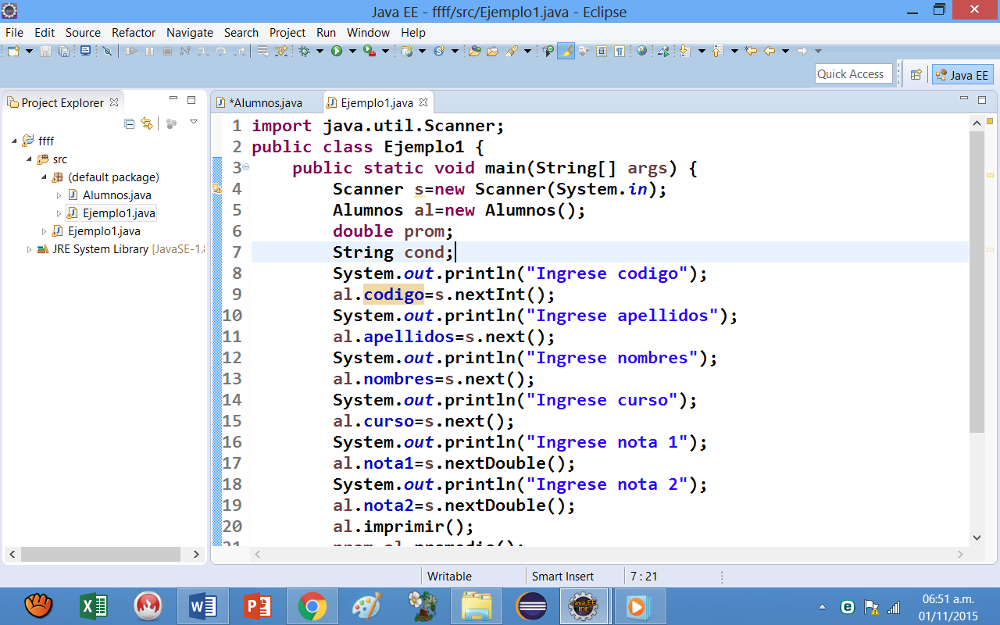 Java EE - ffff/src/Ejemplo1.java - Eclipse
File Edit Source Refactor Navigate Search Project Run Window Help
Quick Access Java EE
Project Explorer
ffff
src
(default package)
Alumnos.java
Ejemplo1.java
Ejemplo1.java
JRE System Library [JavaSE-1.8
*Alumnos.java Ejemplo1.java
1 import java.util.Scanner;
2 public class Ejemplo1 {
3 public static void main(String[] args) {
4 Scanner s=new Scanner(System.in);
5 Alumnos al=new Alumnos();
6 double prom;
7 String cond;
8 System.out.println("Ingrese codigo");
9 al.codigo=s.nextInt();
10 System.out.println("Ingrese apellidos");
11 al.apellidos=s.next();
12 System.out.println("Ingrese nombres");
13 al.nombres=s.next();
14 System.out.println("Ingrese curso");
15 al.curso=s.next();
16 System.out.println("Ingrese nota 1");
17 al.nota1=s.nextDouble();
18 System.out.println("Ingrese nota 2");
19 al.nota2=s.nextDouble();
20 al.imprimir();
21
Writable Smart Insert 7 : 21
Java EE
IDE
06:51 a.m.
01/11/2015